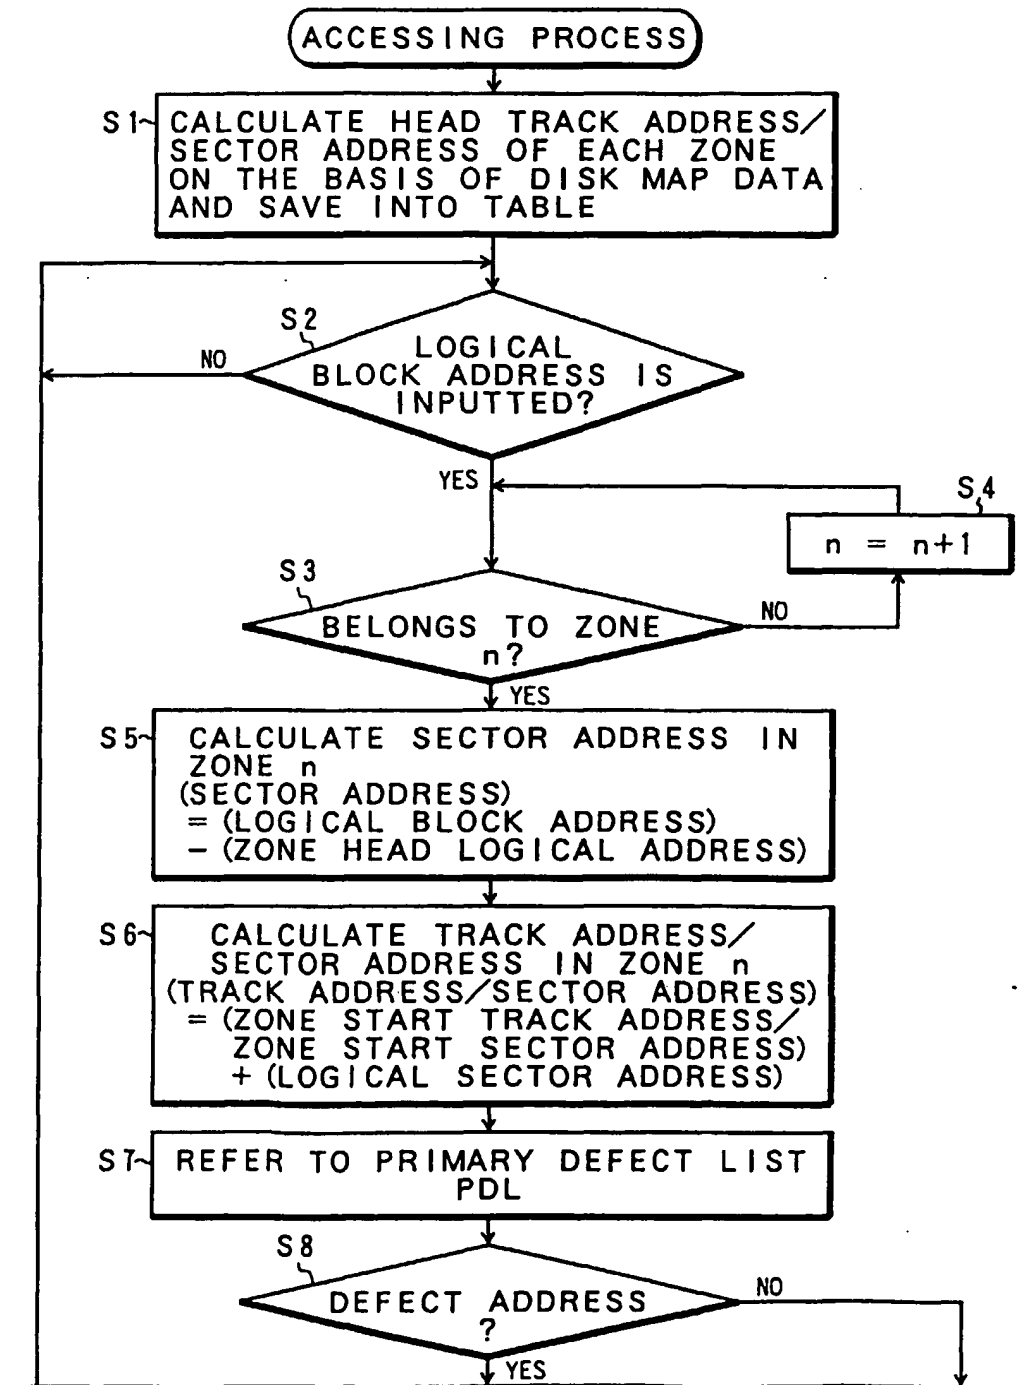 ACCESSING PROCESS
S1
CALCULATE HEAD TRACK ADDRESS/
SECTOR ADDRESS OF EACH ZONE
ON THE BASIS OF DISK MAP DATA
AND SAVE INTO TABLE
S2
LOGICAL
BLOCK ADDRESS IS
INPUTTED?
NO
YES
S4
n = n+1
S3
BELONGS TO ZONE
n?
NO
YES
S5
CALCULATE SECTOR ADDRESS IN
ZONE n
(SECTOR ADDRESS)
= (LOGICAL BLOCK ADDRESS)
- (ZONE HEAD LOGICAL ADDRESS)
S6
CALCULATE TRACK ADDRESS/
SECTOR ADDRESS IN ZONE n
(TRACK ADDRESS/SECTOR ADDRESS)
= (ZONE START TRACK ADDRESS/
ZONE START SECTOR ADDRESS)
+ (LOGICAL SECTOR ADDRESS)
S7
REFER TO PRIMARY DEFECT LIST
PDL
S8
DEFECT ADDRESS
?
NO
YES